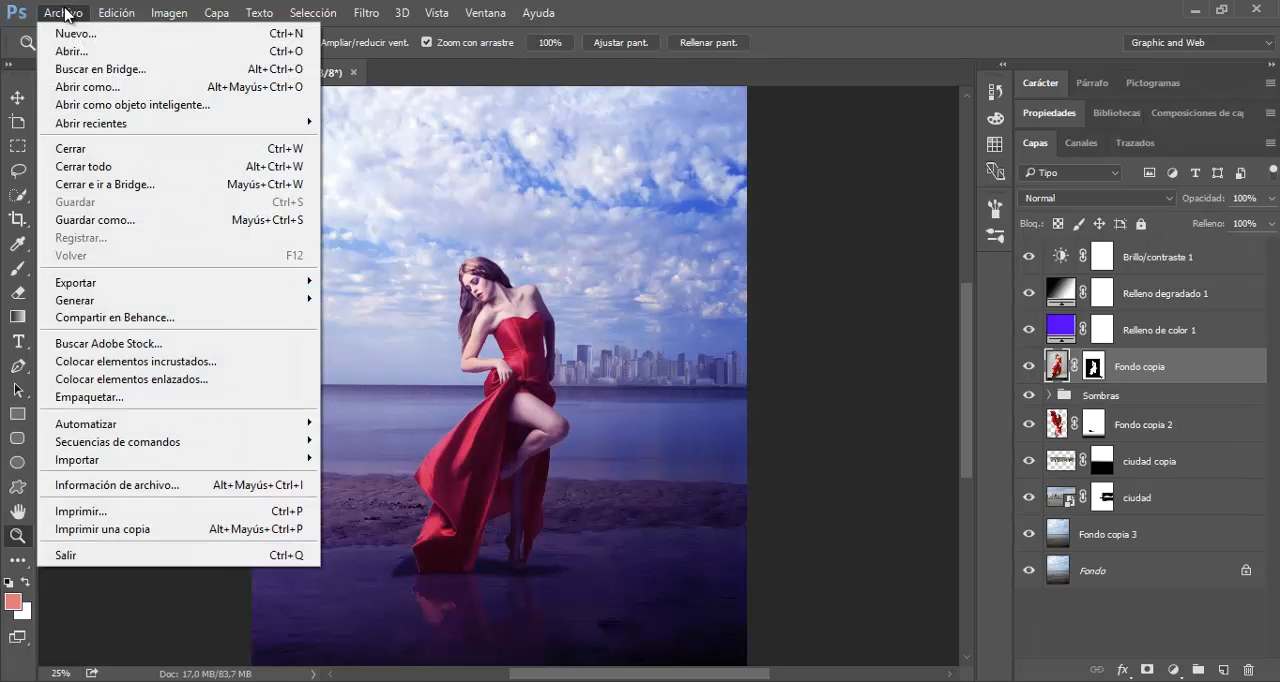 Ps Archivo Edición Imagen Capa Texto Selección Filtro 3D Vista Ventana Ayuda
Ampliar/reducir vent. Zoom con arrastre 100% Ajustar pant. Rellenar pant. Graphic and Web
/8*)
Nuevo... Ctrl+N
Abrir... Ctrl+O
Buscar en Bridge... Alt+Ctrl+O
Abrir como... Alt+Mayús+Ctrl+O
Abrir como objeto inteligente...
Abrir recientes
Cerrar Ctrl+W
Cerrar todo Alt+Ctrl+W
Cerrar e ir a Bridge... Mayús+Ctrl+W
Guardar Ctrl+S
Guardar como... Mayús+Ctrl+S
Registrar...
Volver F12
Exportar
Generar
Compartir en Behance...
Buscar Adobe Stock...
Colocar elementos incrustados...
Colocar elementos enlazados...
Empaquetar...
Automatizar
Secuencias de comandos
Importar
Información de archivo... Alt+Mayús+Ctrl+I
Imprimir... Ctrl+P
Imprimir una copia Alt+Mayús+Ctrl+P
Salir Ctrl+Q
25% Doc: 17,0 MB/83,7 MB
Carácter Párrafo Pictogramas
Propiedades Bibliotecas Composiciones de ca
Capas Canales Trazados
Tipo
Normal Opacidad: 100%
Bloq.: Relleno: 100%
Brillo/contraste 1
Relleno degradado 1
Relleno de color 1
Fondo copia
Sombras
Fondo copia 2
ciudad copia
ciudad
Fondo copia 3
Fondo
fx